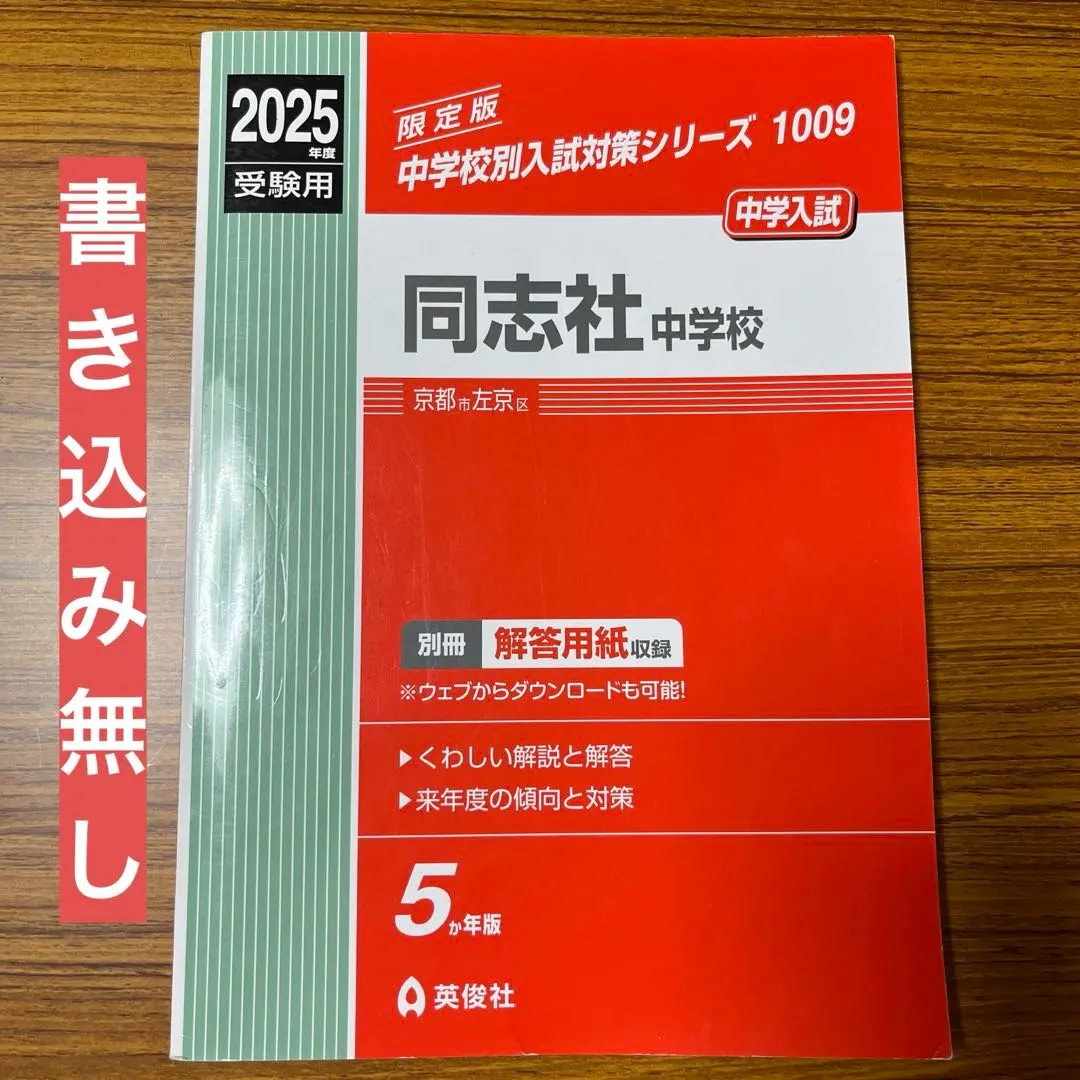 書き込み無し
2025
年度
受験用
限定版
中学校別入試対策シリーズ 1009
中学入試
同志社中学校
京都市左京区
別冊 解答用紙収録
※ウェブからダウンロードも可能!
▶くわしい解説と解答
▶来年度の傾向と対策
5か年版
英俊社